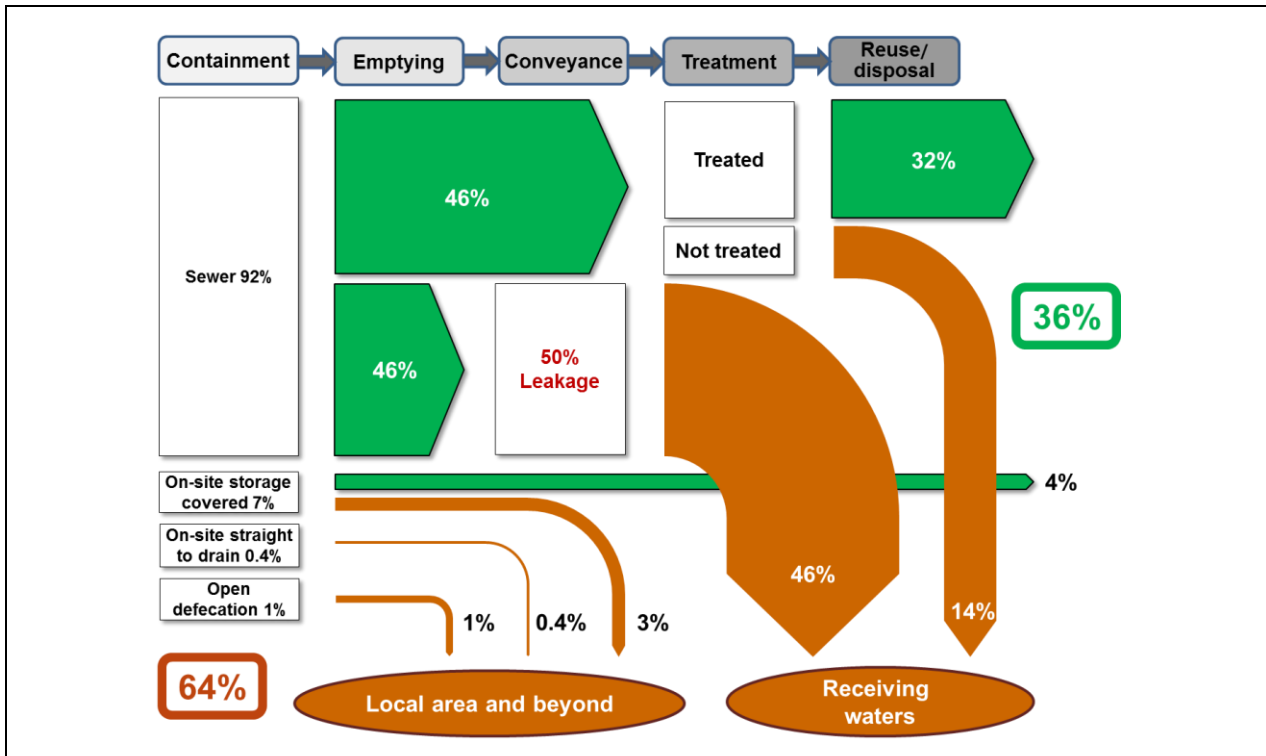 Containment
Emptying
Conveyance
Treatment
Reuse/
disposal
Sewer 92%
46%
Treated
32%
Not treated
46%
50%
Leakage
36%
On-site storage
covered 7%
4%
On-site straight
to drain 0.4%
Open
defecation 1%
1%
0.4%
3%
46%
14%
64%
Local area and beyond
Receiving
waters